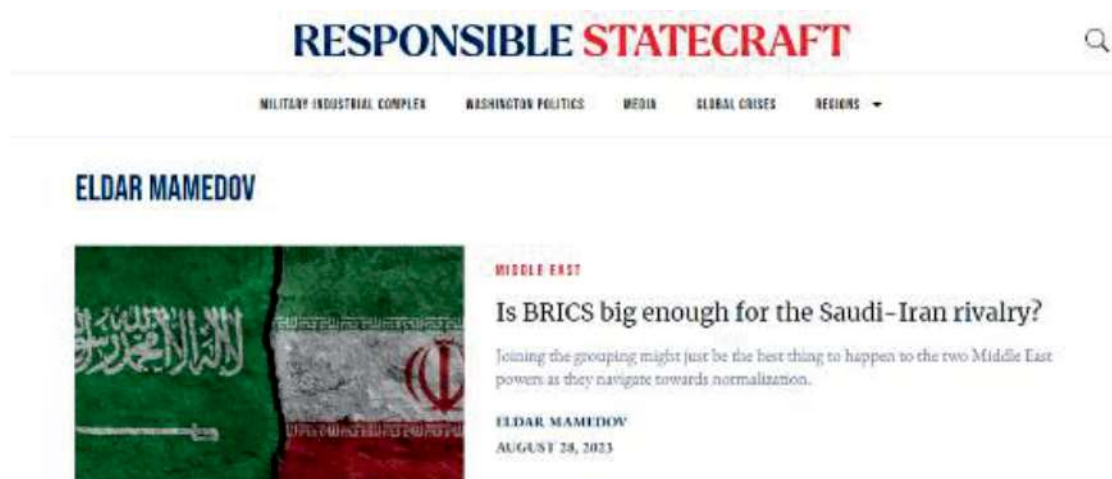 RESPONSIBLE STATECRAFT
MILITARY INDUSTRIAL COMPLEX WASHINGTON POLITICS MEDIA GLOBAL CRISES REGIONS
ELDAR MAMEDOV
MIDDLE EAST
Is BRICS big enough for the Saudi-Iran rivalry?
Joining the grouping might just be the best thing to happen to the two Middle East
powers as they navigate towards normalization.
ELDAR MAMEDOV
AUGUST 28, 2023